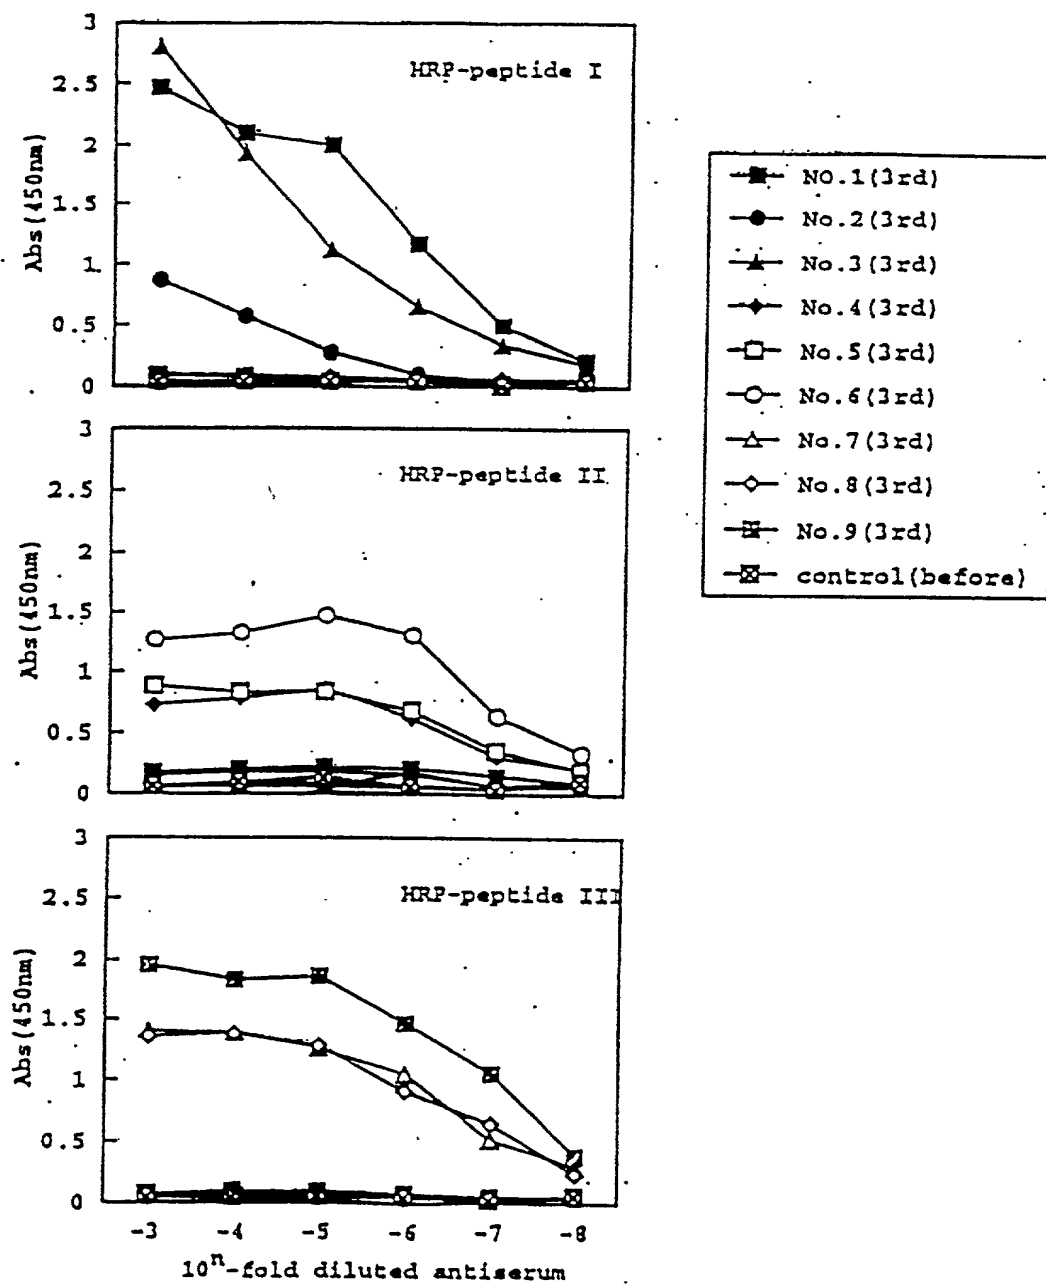 3
2.5
2
1.5
1
0.5
0
Abs(450nm)
HRP-peptide I
NO.1(3rd)
No.2(3rd)
No.3(3rd)
No.4(3rd)
No.5(3rd)
No.6(3rd)
No.7(3rd)
No.8(3rd)
No.9(3rd)
control(before)
3
2.5
2
1.5
1
0.5
0
Abs(450nm)
HRP-peptide II
3
2.5
2
1.5
1
0.5
0
Abs(450nm)
HRP-peptide III
-3 -4 -5 -6 -7 -8
10ⁿ-fold diluted antiserum